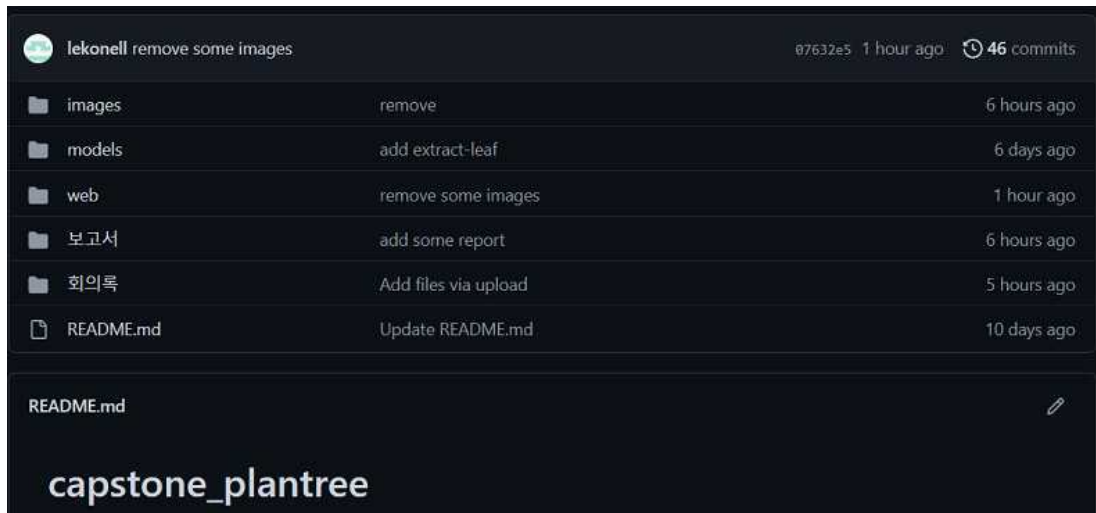 lekonell remove some images 07632e5 1 hour ago 46 commits
images remove 6 hours ago
models add extract-leaf 6 days ago
web remove some images 1 hour ago
보고서 add some report 6 hours ago
회의록 Add files via upload 5 hours ago
README.md Update README.md 10 days ago
README.md
capstone_plantree